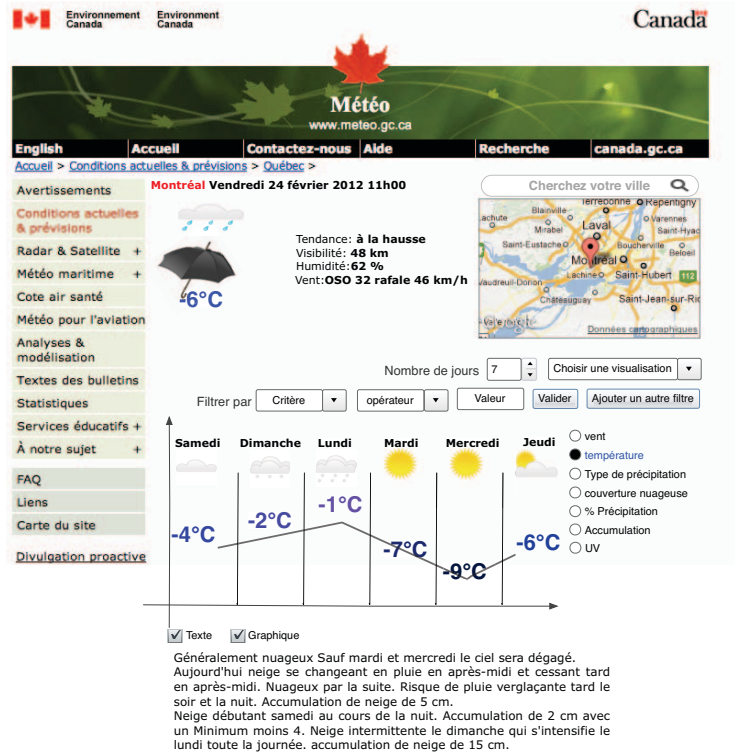 Environnement Environment
Canada Canada
Canada
Météo
www.meteo.gc.ca
English Accueil Contactez-nous Aide Recherche canada.gc.ca
Accueil > Conditions actuelles & prévisions > Québec >
Avertissements
Conditions actuelles
& prévisions
Radar & Satellite +
Météo maritime +
Cote air santé
Météo pour l'aviation
Analyses &
modélisation
Textes des bulletins
Statistiques
Services éducatifs +
À notre sujet +
FAQ
Liens
Carte du site
Divulgation proactive
Montréal Vendredi 24 février 2012 11h00
-6°C
Tendance: à la hausse
Visibilité: 48 km
Humidité:62 %
Vent:OSO 32 rafale 46 km/h
Cherchez votre ville
Terrebonne Repentigny
Blainville
achute Varennes
Mirabel Laval Saint-Hyac
Saint-Eustache Boucherville
Beloeil
Montréal
Lachine Saint-Hubert 112
Vaudreuil-Dorion
Châteauguay Saint-Jean-sur-Ric
Données cartographiques
Nombre de jours 7 Choisir une visualisation
Filtrer par Critère opérateur Valeur Valider Ajouter un autre filtre
Samedi Dimanche Lundi Mardi Mercredi Jeudi
-4°C -2°C -1°C -7°C -9°C -6°C
vent
température
Type de précipitation
couverture nuageuse
% Précipitation
Accumulation
UV
Texte Graphique
Généralement nuageux Sauf mardi et mercredi le ciel sera dégagé.
Aujourd'hui neige se changeant en pluie en après-midi et cessant tard
en après-midi. Nuageux par la suite. Risque de pluie verglaçante tard le
soir et la nuit. Accumulation de neige de 5 cm.
Neige débutant samedi au cours de la nuit. Accumulation de 2 cm avec
un Minimum moins 4. Neige intermittente le dimanche qui s'intensifie le
lundi toute la journée. accumulation de neige de 15 cm.